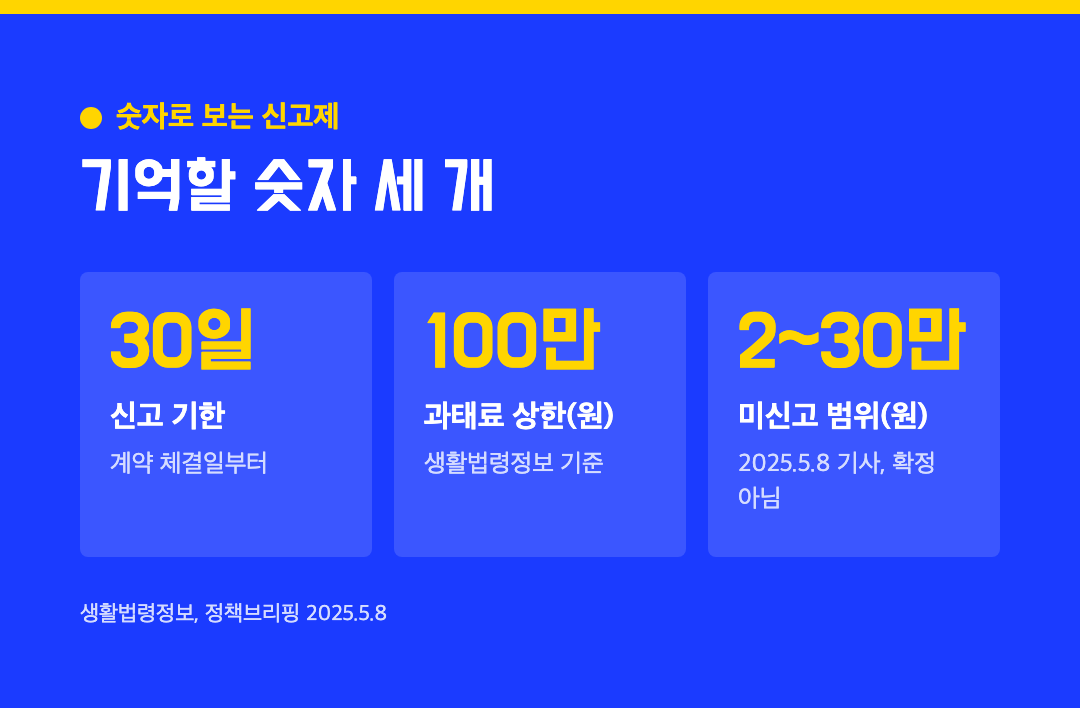 숫자로 보는 신고제
기억할 숫자 세 개
30일
신고 기한
계약 체결일부터
100만
과태료 상한(원)
생활법령정보 기준
2~30만
미신고 범위(원)
2025.5.8 기사, 확정
아님
생활법령정보, 정책브리핑 2025.5.8